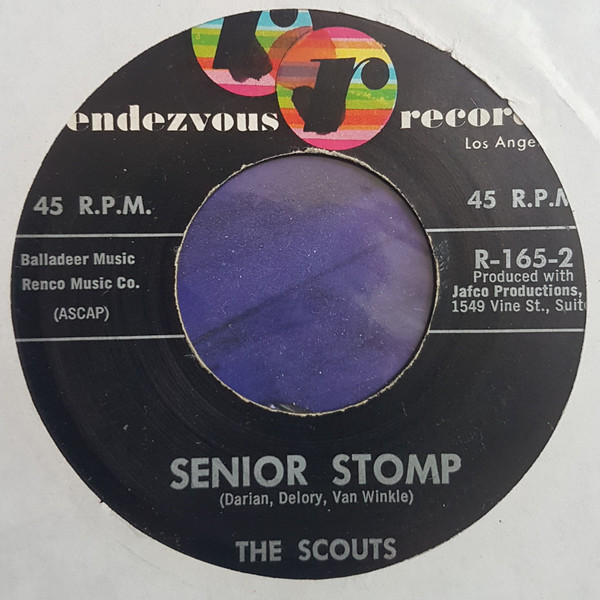 r r
endezvous recor
Los Ange
45 R.P.M.
45 R.P.M
Balladeer Music
Renco Music Co.
(ASCAP)
R-165-2
Produced with
Jafco Productions,
1549 Vine St., Suit
SENIOR STOMP
(Darian, Delory, Van Winkle)
THE SCOUTS